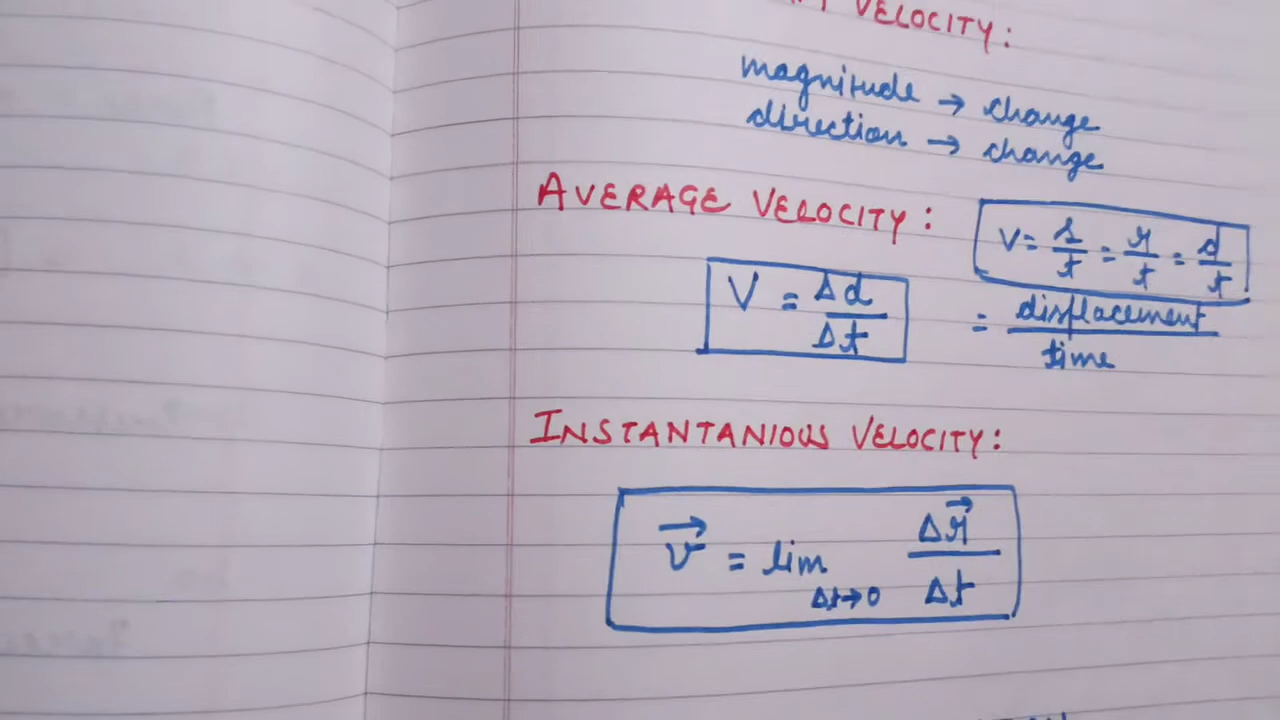 VELOCITY:
magnitude → change
direction → change
AVERAGE VELOCITY:
V = s/t = r/t = d/t
V = Δd/Δt
= displacement/time
INSTANTANIOUS VELOCITY:
v⃗ = lim Δt→0 Δr⃗/Δt